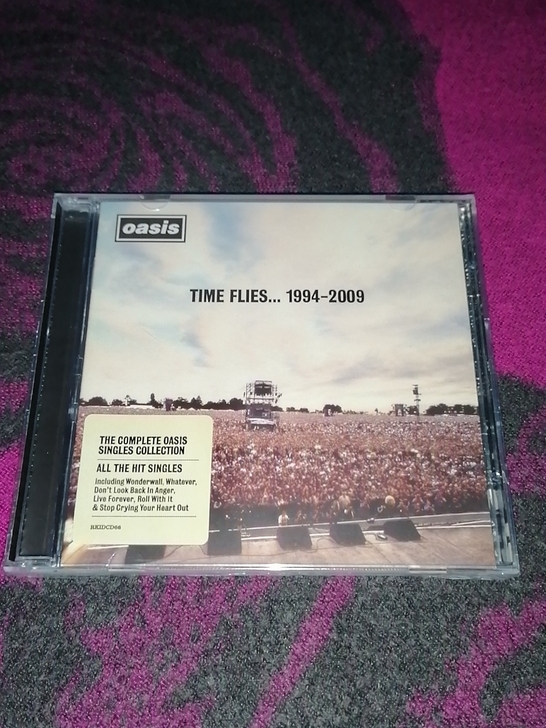 oasis
TIME FLIES... 1994-2009
THE COMPLETE OASIS
SINGLES COLLECTION
ALL THE HIT SINGLES
including Wonderwall, Whatever,
Don't Look Back In Anger,
Live Forever, Roll With It
& Stop Crying Your Heart Out
RKIDCD66